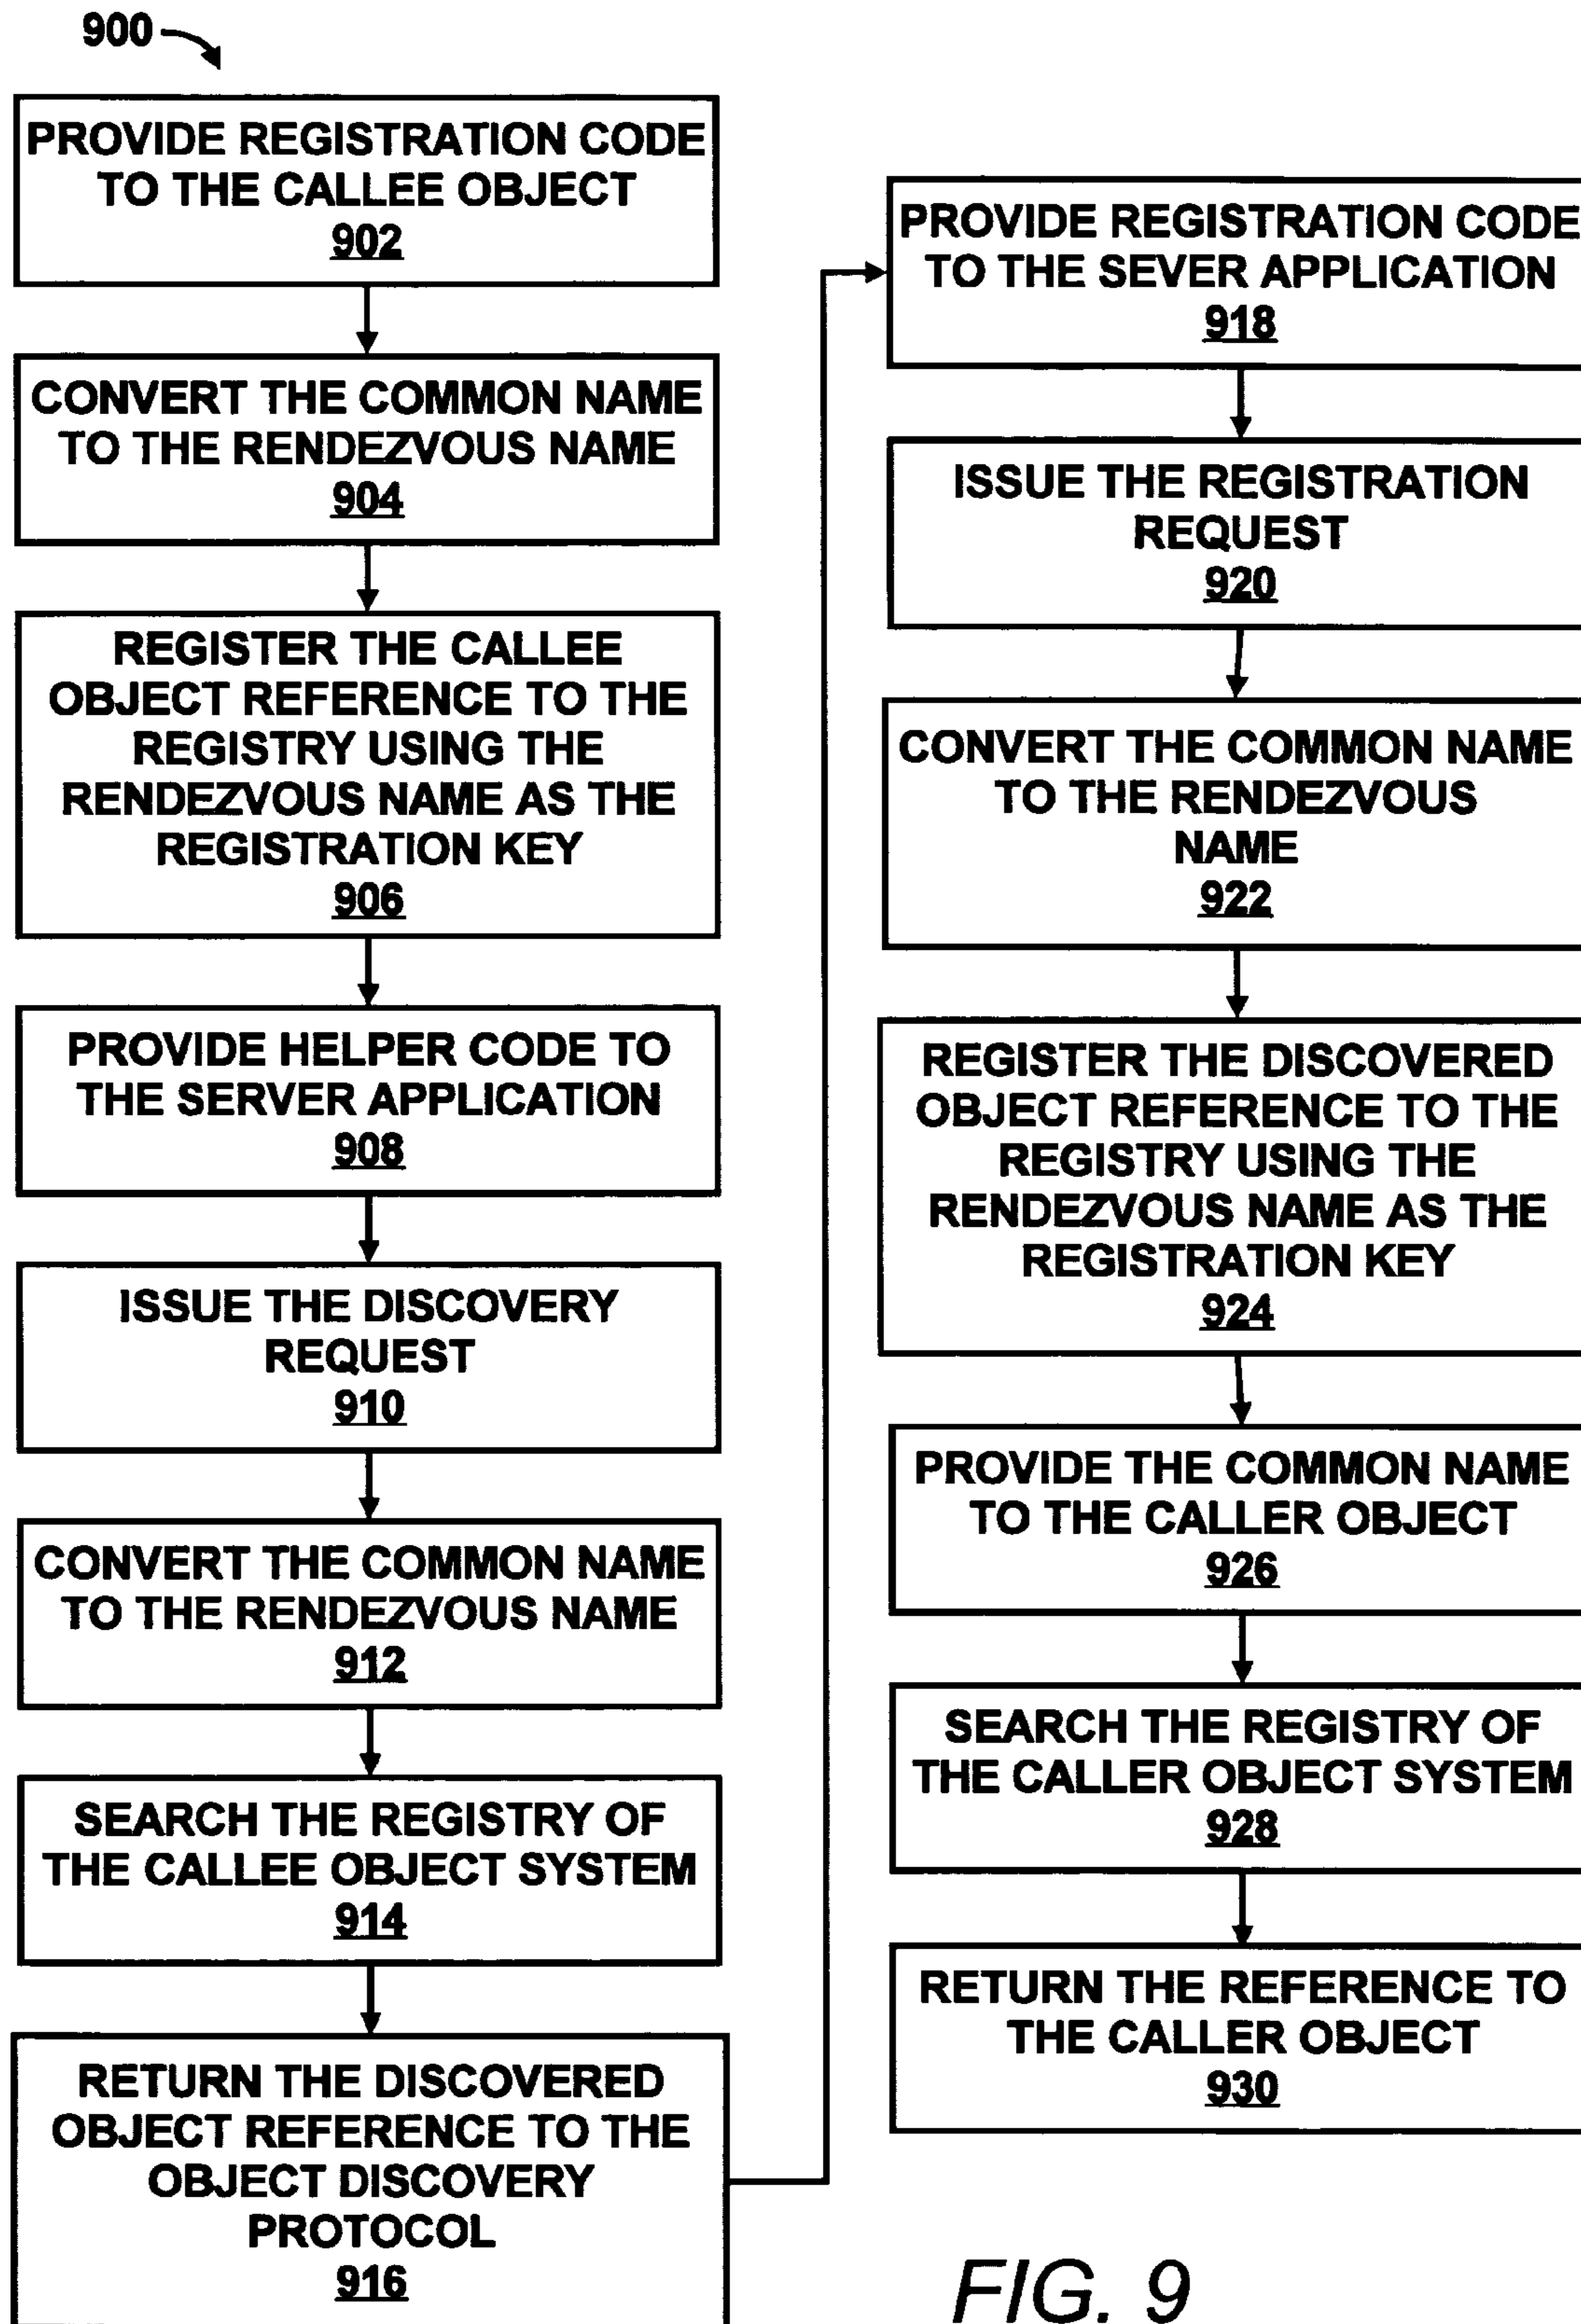 900
PROVIDE REGISTRATION CODE
TO THE CALLEE OBJECT
902
CONVERT THE COMMON NAME
TO THE RENDEZVOUS NAME
904
REGISTER THE CALLEE
OBJECT REFERENCE TO THE
REGISTRY USING THE
RENDEZVOUS NAME AS THE
REGISTRATION KEY
906
PROVIDE HELPER CODE TO
THE SERVER APPLICATION
908
ISSUE THE DISCOVERY
REQUEST
910
CONVERT THE COMMON NAME
TO THE RENDEZVOUS NAME
912
SEARCH THE REGISTRY OF
THE CALLEE OBJECT SYSTEM
914
RETURN THE DISCOVERED
OBJECT REFERENCE TO THE
OBJECT DISCOVERY
PROTOCOL
916
PROVIDE REGISTRATION CODE
TO THE SEVER APPLICATION
918
ISSUE THE REGISTRATION
REQUEST
920
CONVERT THE COMMON NAME
TO THE RENDEZVOUS
NAME
922
REGISTER THE DISCOVERED
OBJECT REFERENCE TO THE
REGISTRY USING THE
RENDEZVOUS NAME AS THE
REGISTRATION KEY
924
PROVIDE THE COMMON NAME
TO THE CALLER OBJECT
926
SEARCH THE REGISTRY OF
THE CALLER OBJECT SYSTEM
928
RETURN THE REFERENCE TO
THE CALLER OBJECT
930
FIG. 9